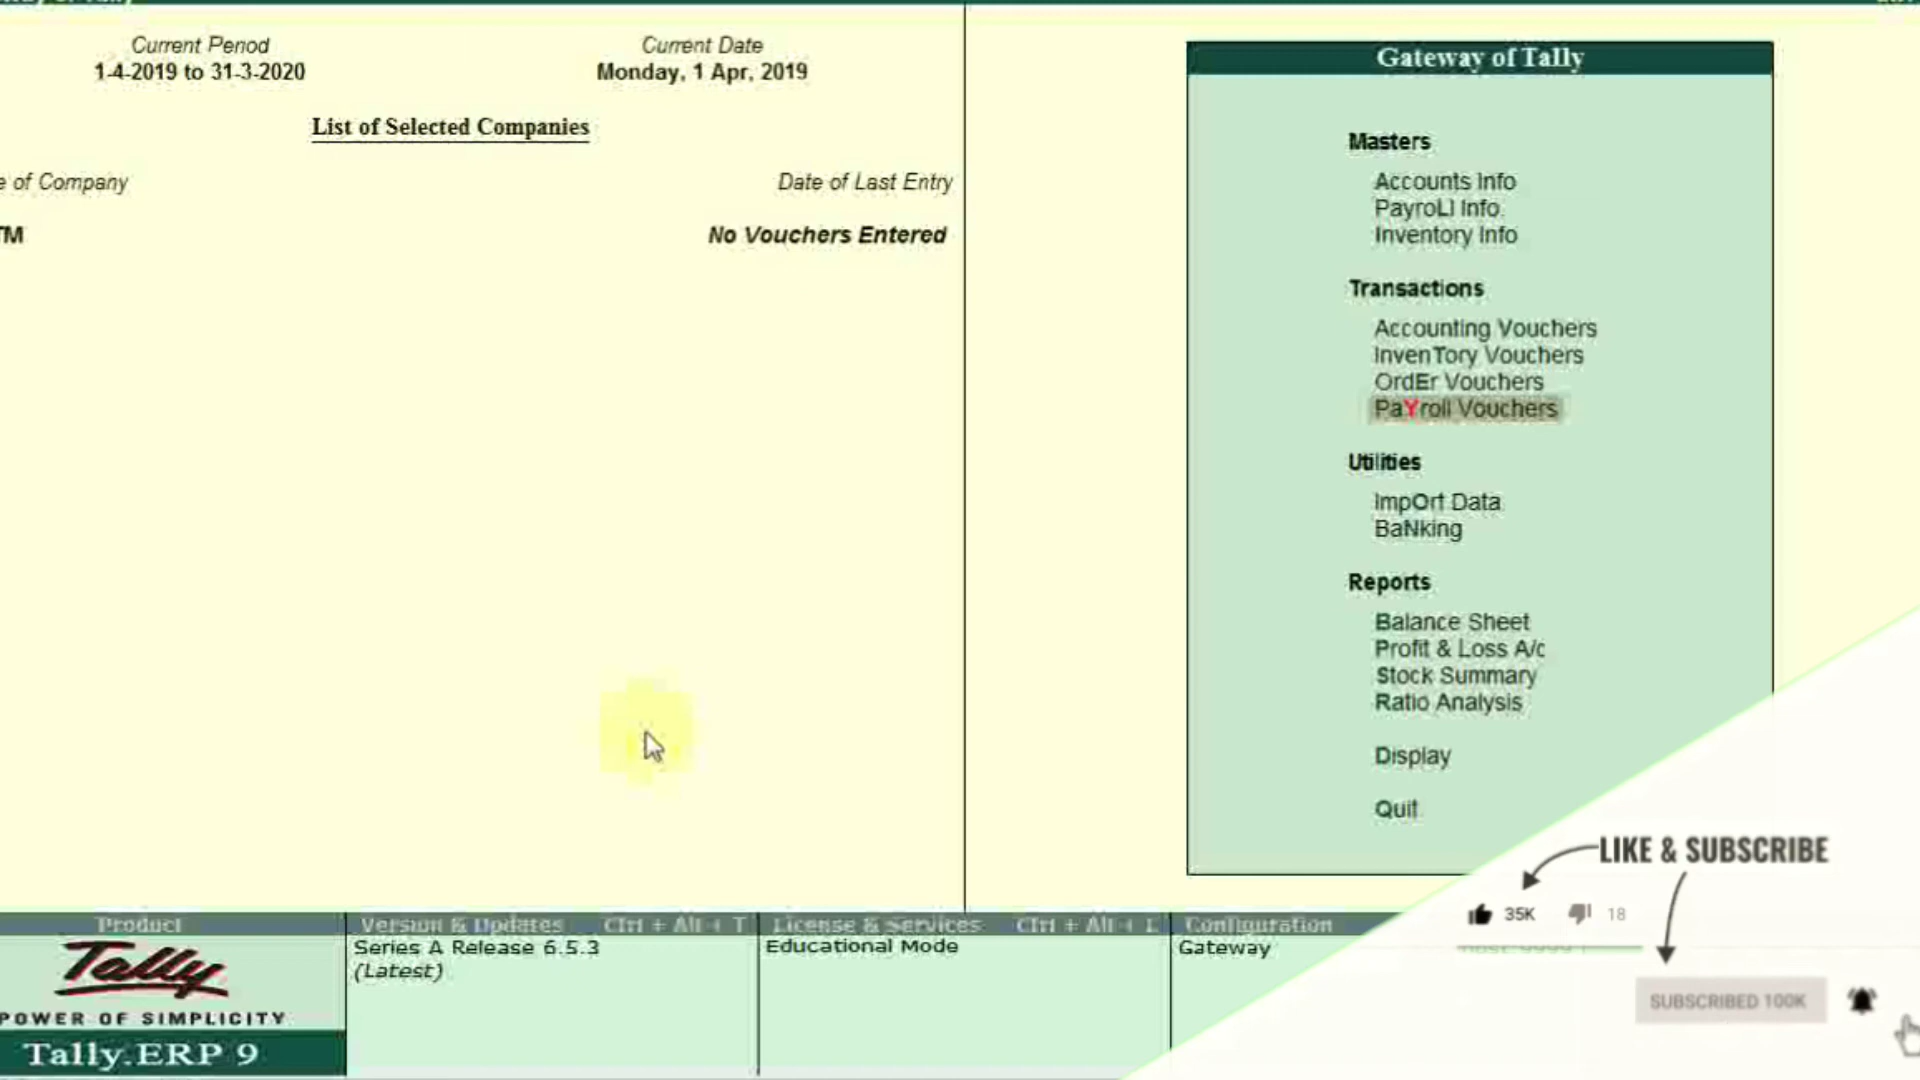 Current Period
1-4-2019 to 31-3-2020
Current Date
Monday, 1 Apr, 2019
List of Selected Companies
of Company
Date of Last Entry
TM
No Vouchers Entered
Gateway of Tally
Masters
Accounts Info
PayroLl Info.
Inventory Info
Transactions
Accounting Vouchers
InvenTory Vouchers
OrdEr Vouchers
PaYroll Vouchers
Utilities
ImpOrt Data
BaNking
Reports
Balance Sheet
Profit & Loss A/c
Stock Summary
Ratio Analysis
Display
Quit
LIKE & SUBSCRIBE
35K 18
SUBSCRIBED 100K
Product
Tally
POWER OF SIMPLICITY
Tally.ERP 9
Version & Updates Ctrl + Alt + T
Series A Release 6.5.3
(Latest)
License & Services Ctrl + Alt + L
Educational Mode
Configuration
Gateway